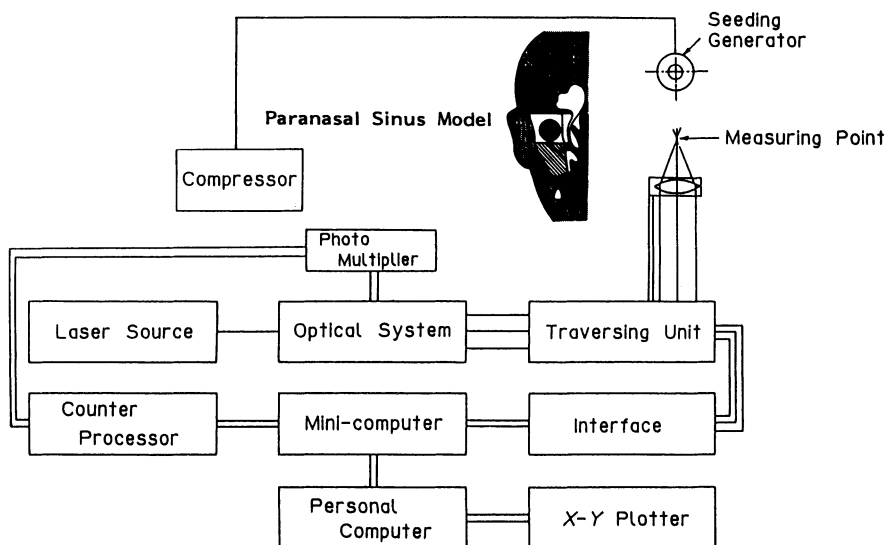 Seeding
Generator
Paranasal Sinus Model
Measuring Point
Compressor
Photo
Multiplier
Laser Source
Optical System
Traversing Unit
Counter
Processor
Mini-computer
Interface
Personal
Computer
X-Y Plotter